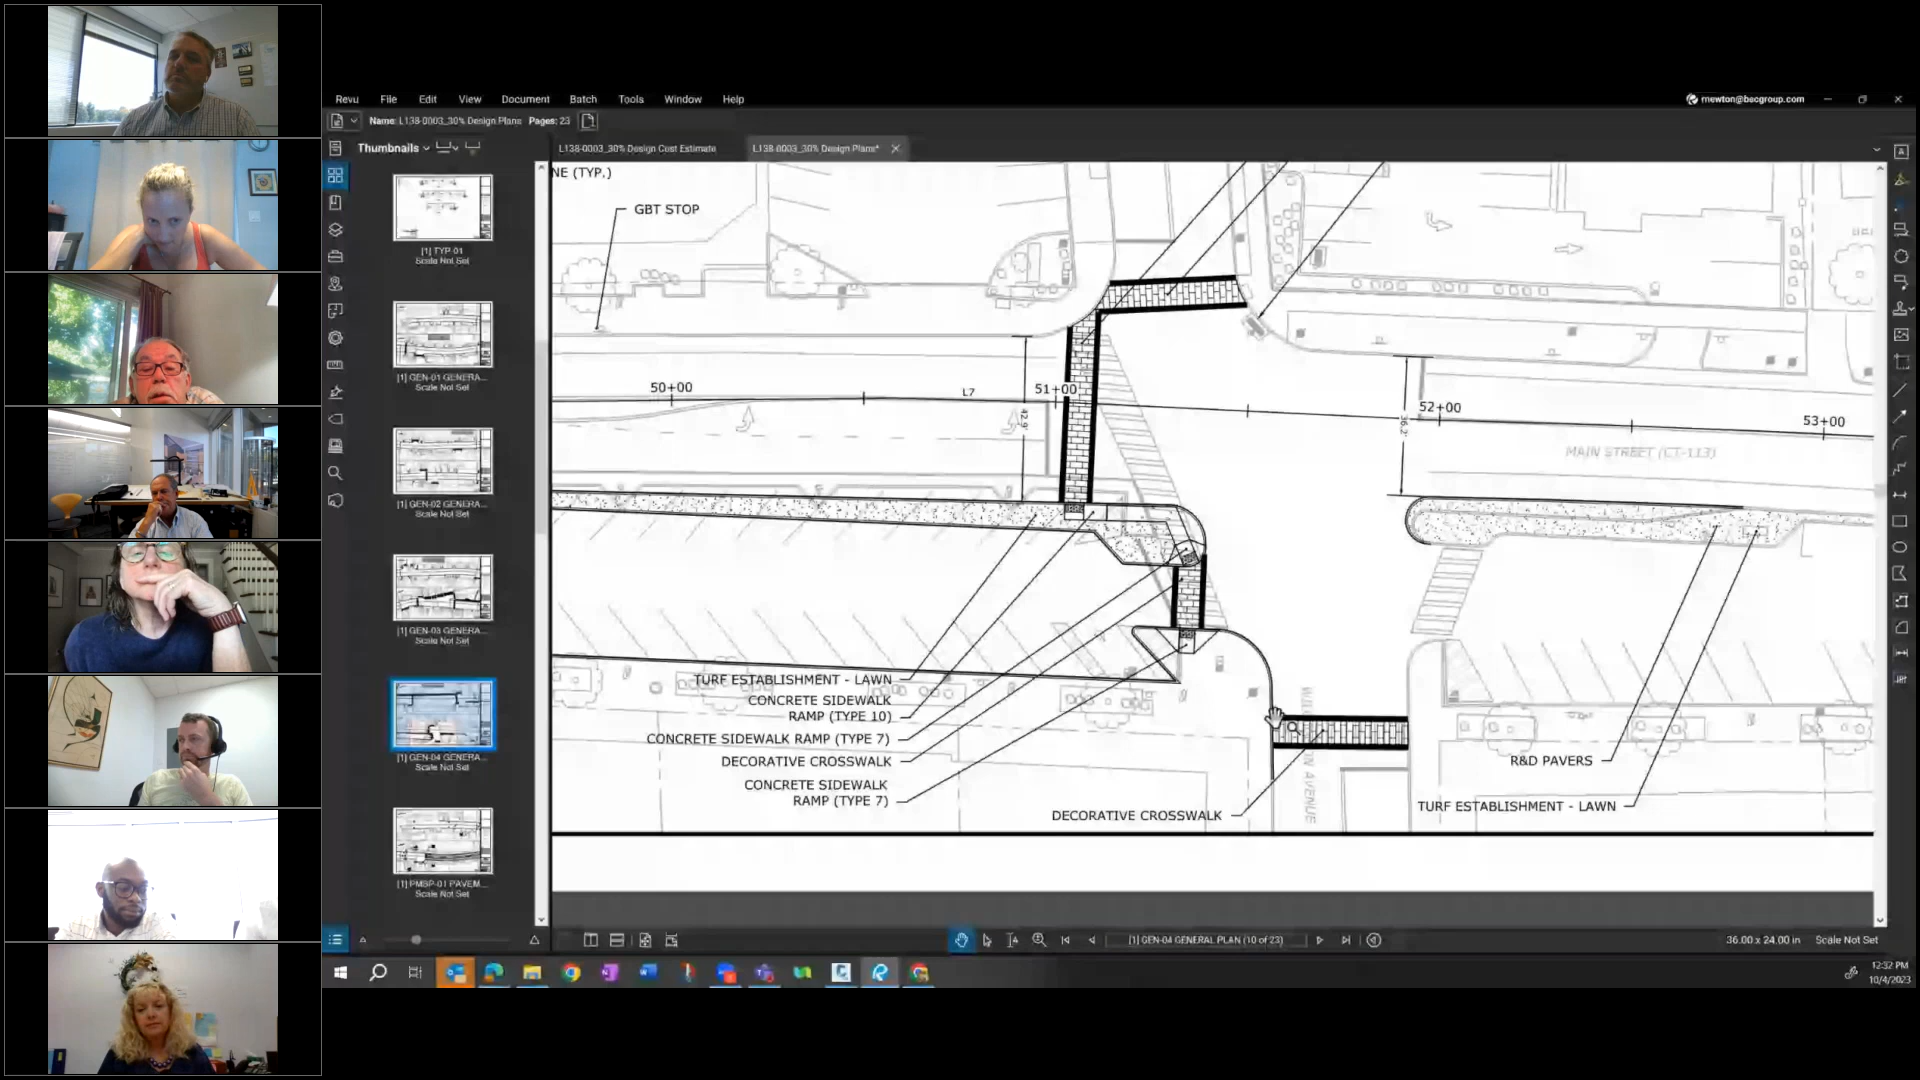 Revu File Edit View Document Batch Tools Window Help
mewton@bscgroup.com
Name: L138-0003_30% Design Plans Pages: 23
Thumbnails
L138-0003_30% Design Cost Estimate
L138-0003_30% Design Plans*
[1] TYP-01
Scale Not Set
[1] GEN-01 GENERA...
Scale Not Set
[1] GEN-02 GENERA...
Scale Not Set
[1] GEN-03 GENERA...
Scale Not Set
[1] GEN-04 GENERA...
Scale Not Set
[1] PMSP-01 PAVEM...
Scale Not Set
NE (TYP.)
GBT STOP
50+00
L7
51+00
42.9'
52+00
36.2'
53+00
MAIN STREET (CT-113)
TURF ESTABLISHMENT - LAWN
CONCRETE SIDEWALK
RAMP (TYPE 10)
CONCRETE SIDEWALK RAMP (TYPE 7)
DECORATIVE CROSSWALK
CONCRETE SIDEWALK
RAMP (TYPE 7)
DECORATIVE CROSSWALK
AVENUE
R&D PAVERS
TURF ESTABLISHMENT - LAWN
[1] GEN-04 GENERAL PLAN (10 of 23)
36.00 x 24.00 in
Scale Not Set
12:32 PM
10/4/2023